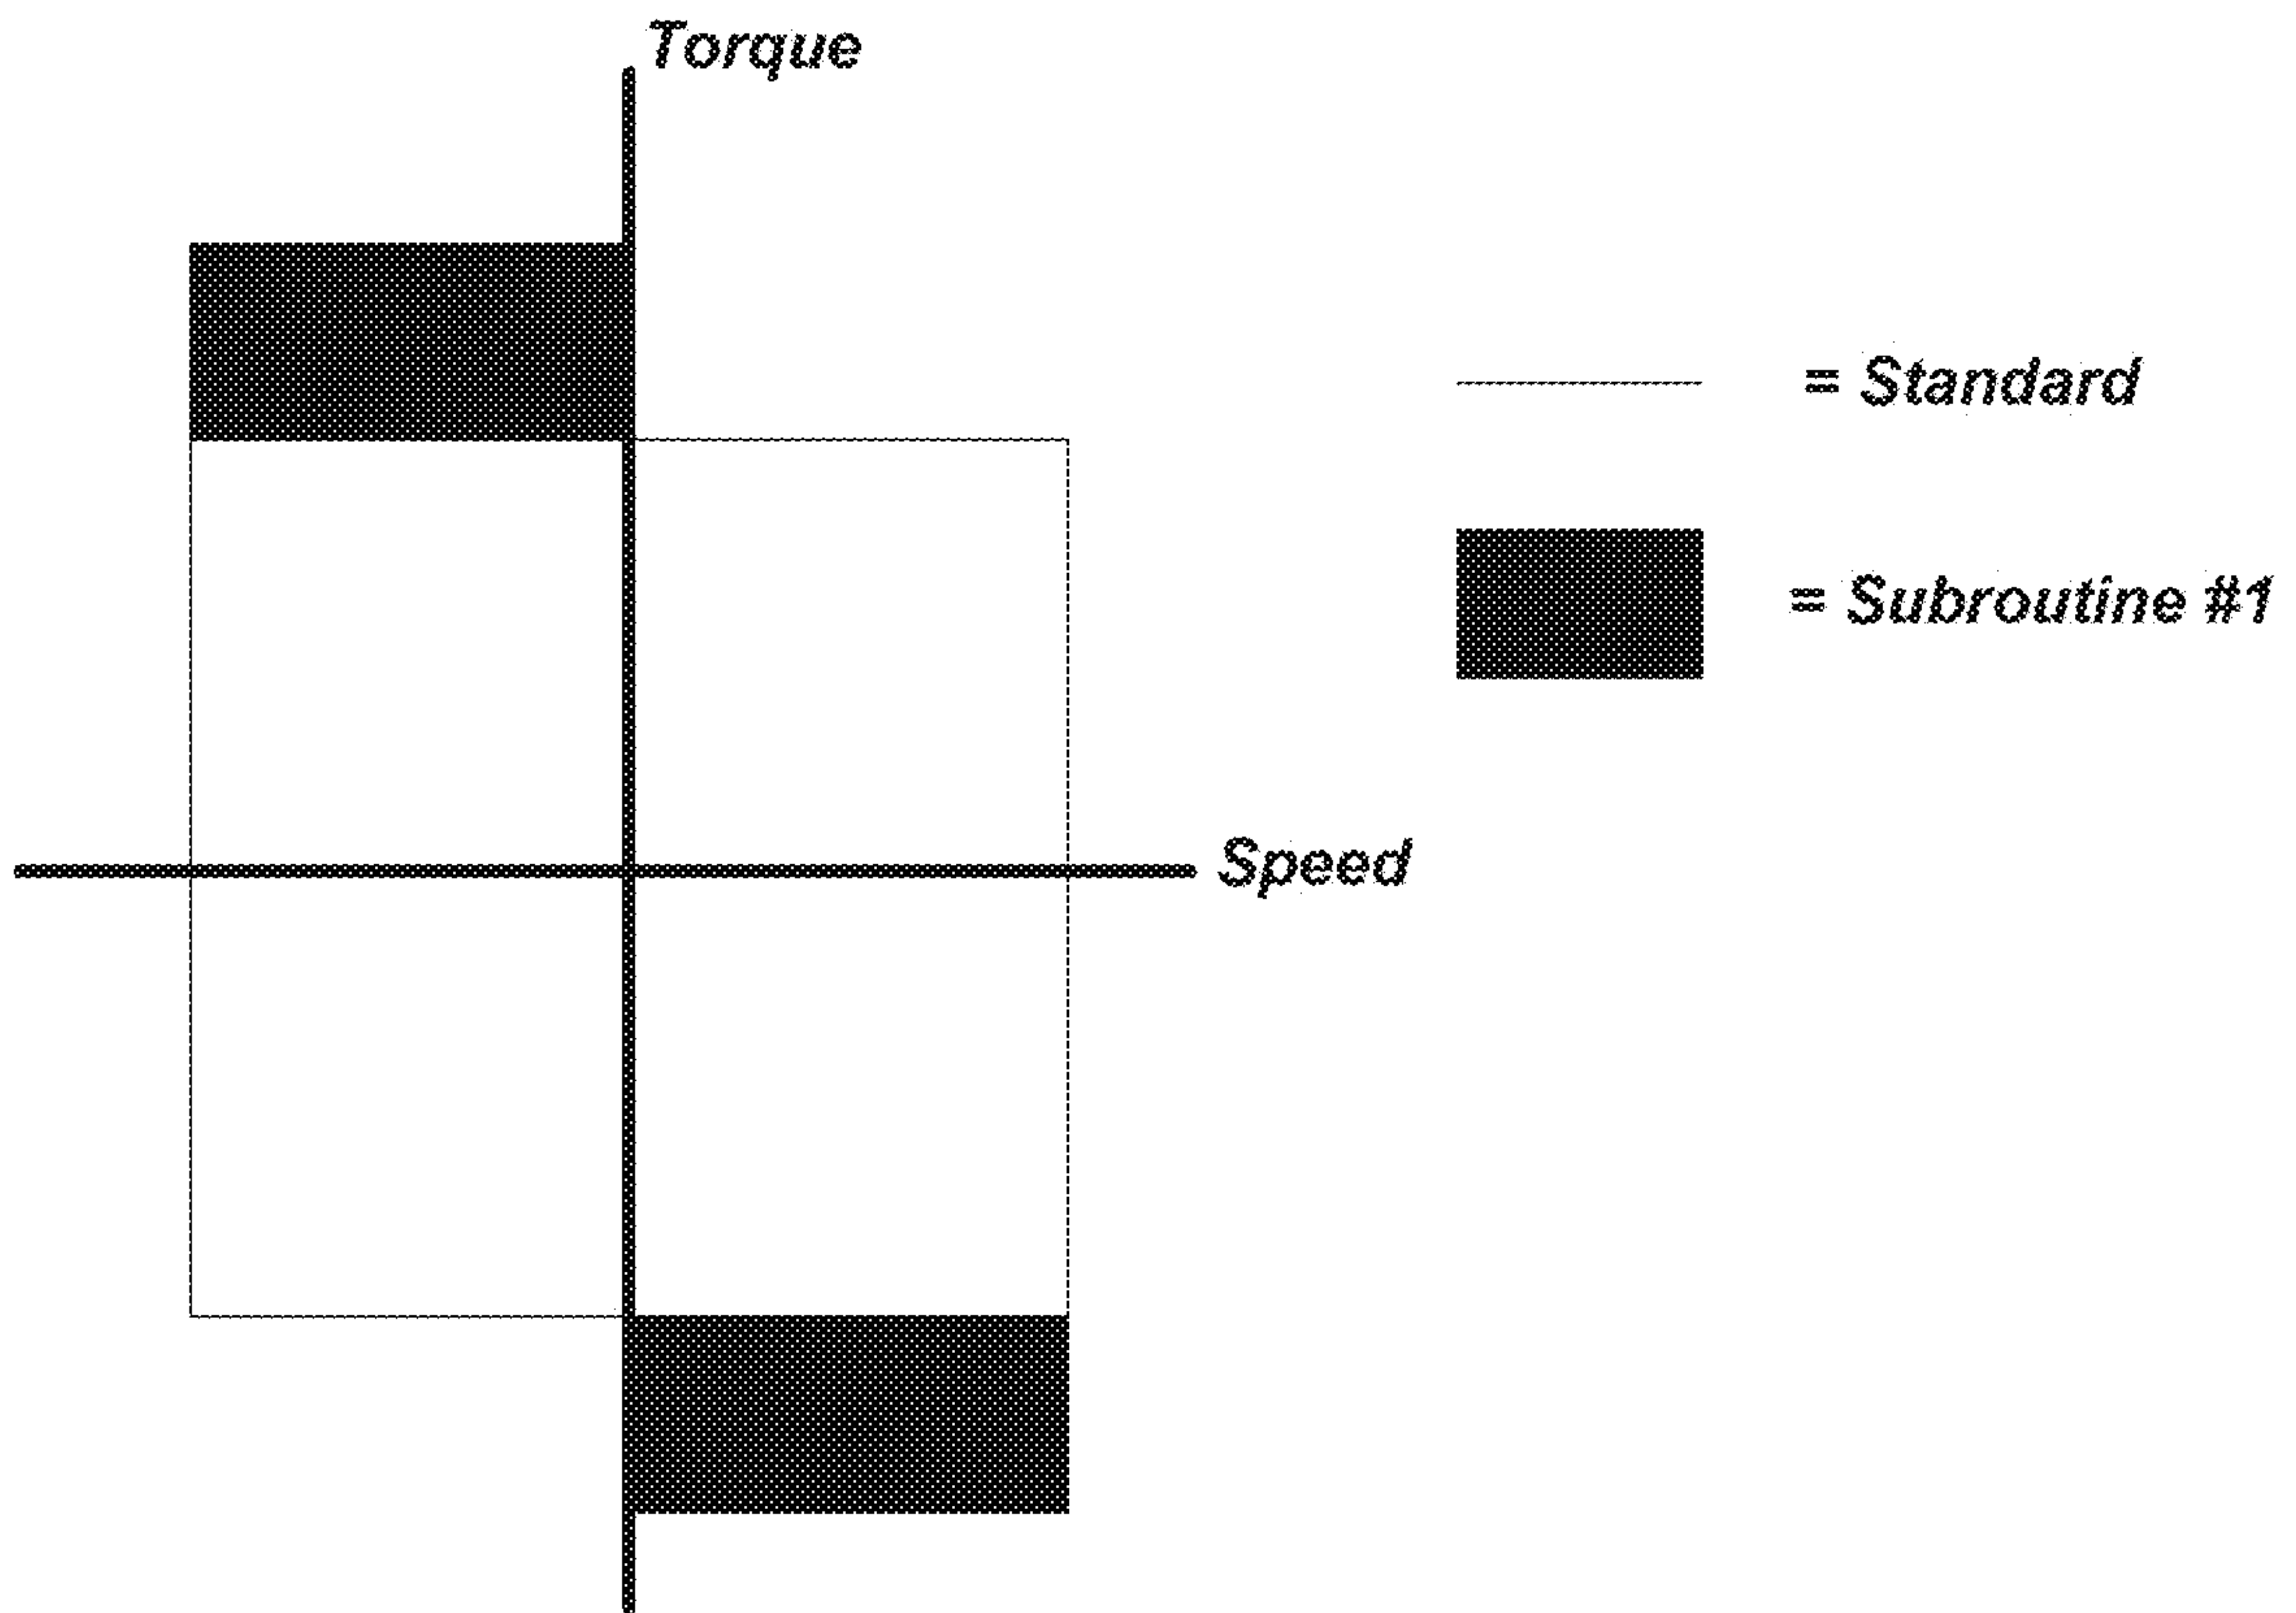 Torque
= Standard
= Subroutine #1
Speed